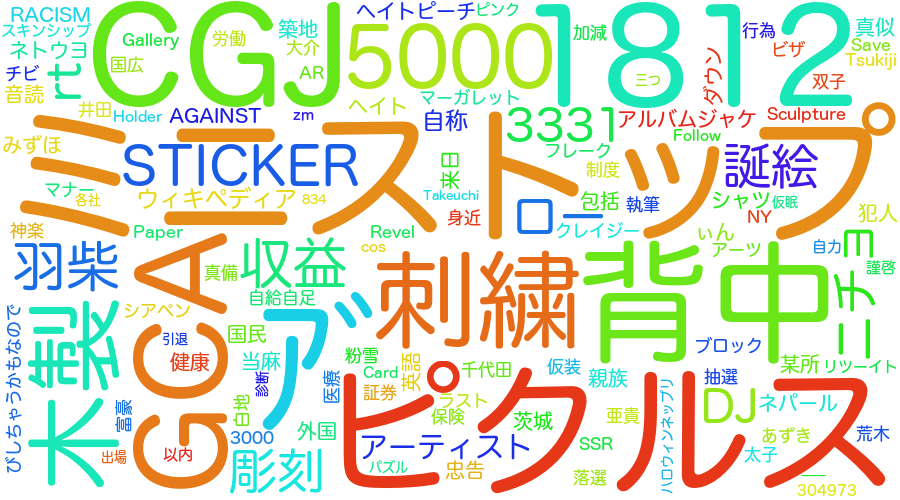 RACISM
スキンシップ
ネトウヨ
チビ
音読
rt
CGJ
ヘイトピーチ
ピンク
5000
1812
加減
行為
真似
ビザ
Save
Tsukiji
双子
Gallery
労働
国広
築地
大介
AR
井田
Holder
AGAINST
zm
ヘイト
マーガレット
自称
3331
三つ
ダウン
アルバムジャケ
Sculpture
Follow
フレーク
みずほ
ミニストップ
STICKER
来日
制度
誕絵
マナー
各社
ウィキペディア
834
Takeuchi
身近
ロー
包括
執筆
シャツ
仮眠
NY
犯人
神楽
Paper
Revel
クレイジー
ぃん
アーツ
自力
謹啓
cos
羽柴
GCA
収益
真備
自給自足
刺繍
背中
ニチョ
木製
シアペン
引退
国民
アヅ
健康
当麻
粉雪
Card
英語
千代田
仮装
ブロック
某所
リツーイト
びしちゃうかもなので
富豪
診断
医療
証券
ラスト
親族
抽選
DJ
ネパール
白地
3000
外国
保険
茨城
亜貴
ハロウィンネップリ
あずき
荒木
アーティスト
SSR
太子
出場
以内
彫刻
パズル
忠告
ピクルス
落選
304973